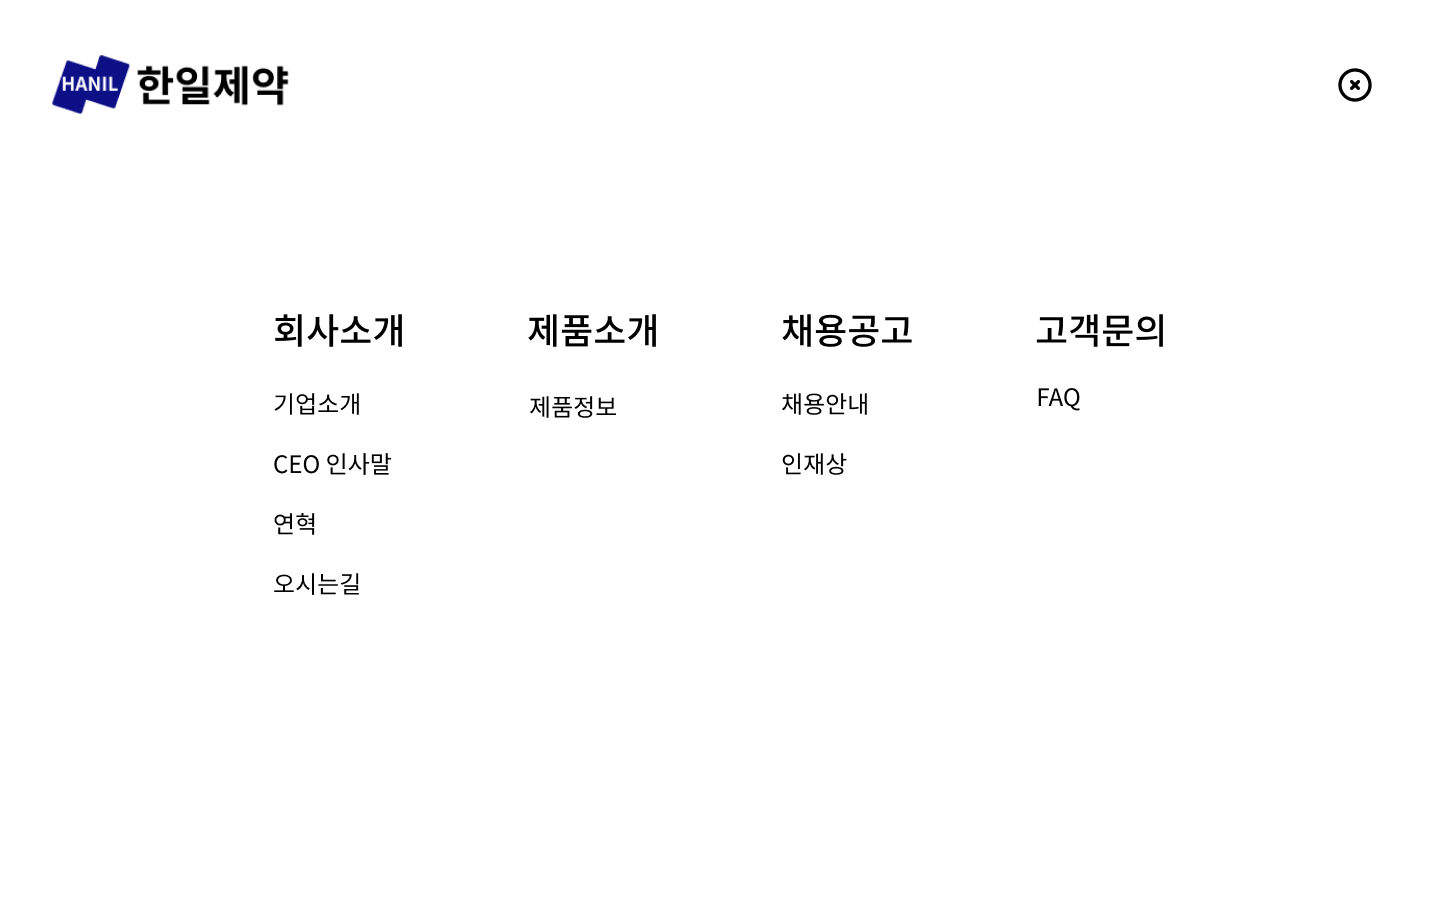 HANIL 한일제약
회사소개
기업소개
CEO 인사말
연혁
오시는길
제품소개
제품정보
채용공고
채용안내
인재상
고객문의
FAQ